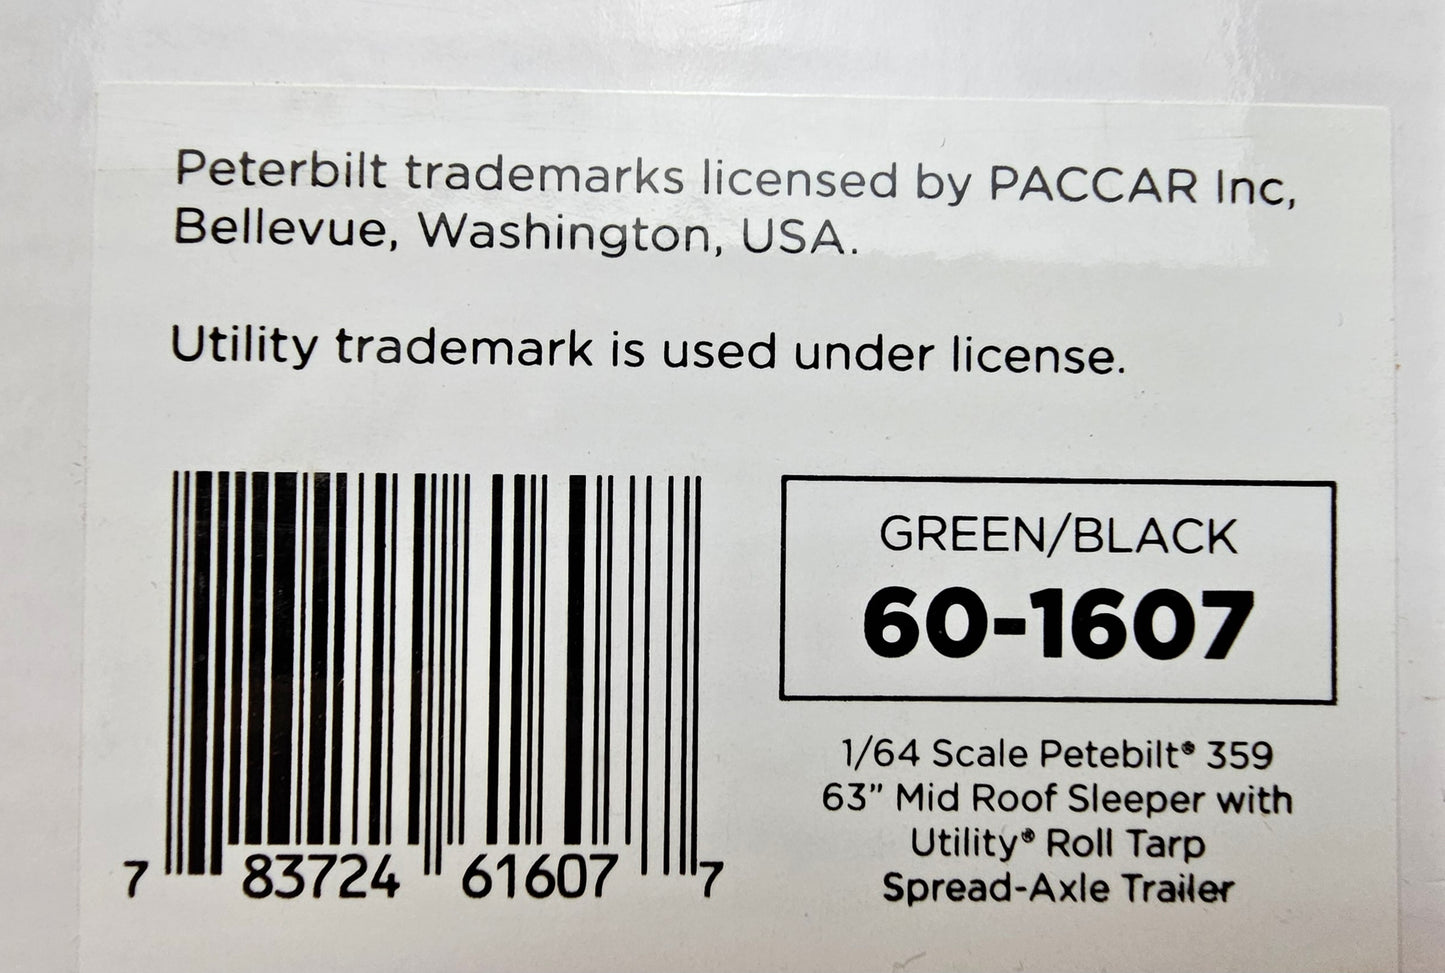 Peterbilt trademarks licensed by PACCAR Inc,
Bellevue, Washington, USA.
Utility trademark is used under license.
GREEN/BLACK
60-1607
1/64 Scale Petebilt® 359
63” Mid Roof Sleeper with
Utility® Roll Tarp
Spread-Axle Trailer
7 83724 61607 7